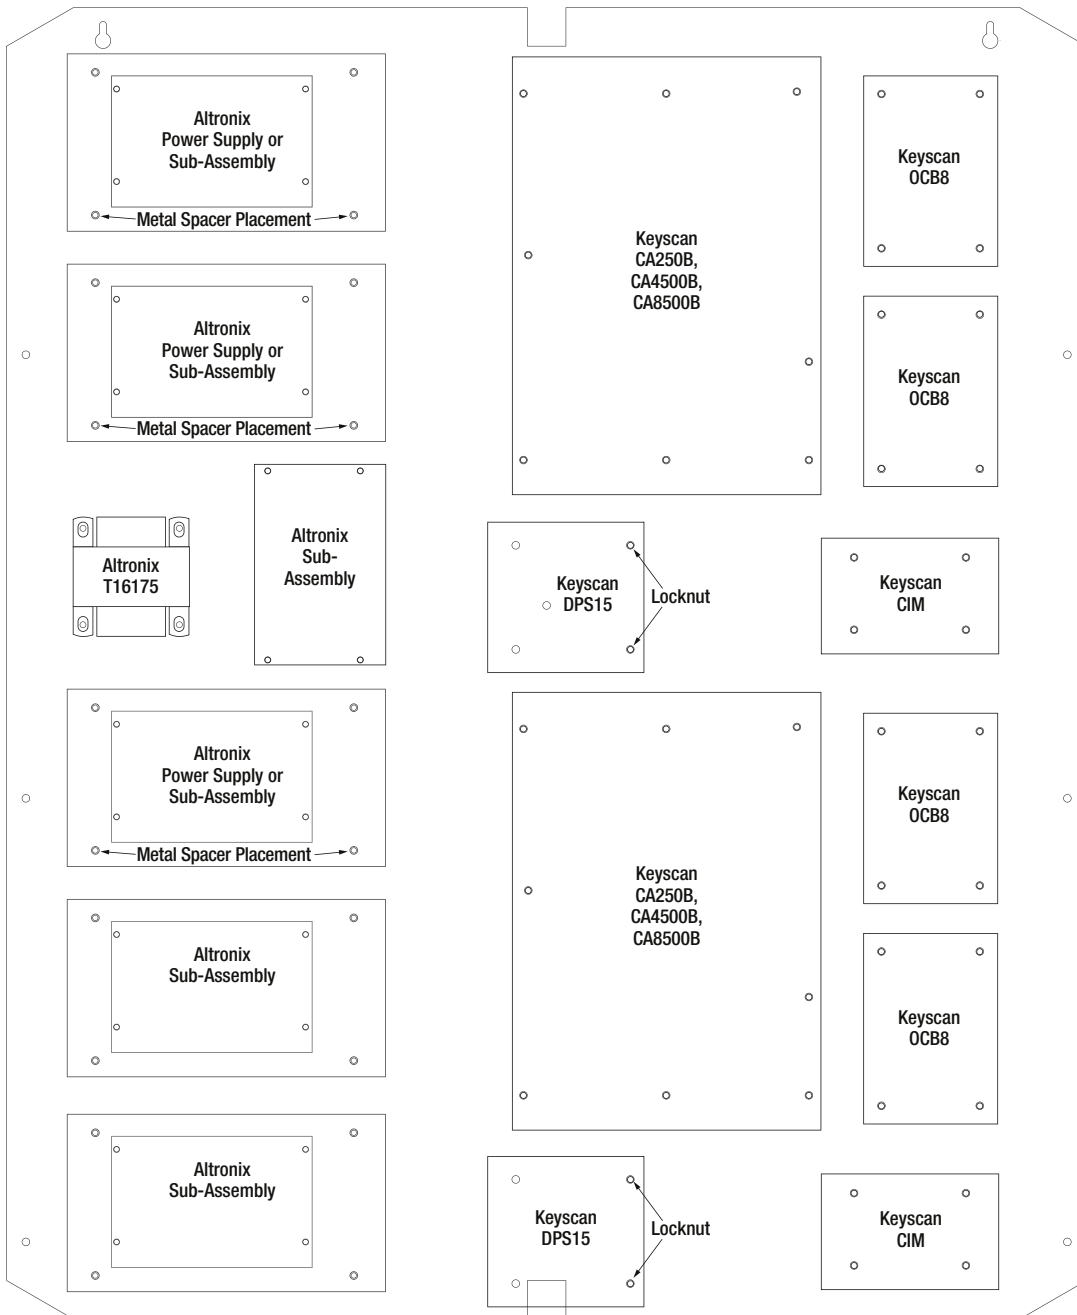 Altronix
Power Supply or
Sub-Assembly
Metal Spacer Placement
Altronix
Power Supply or
Sub-Assembly
Metal Spacer Placement
Altronix
T16175
Altronix
Sub-
Assembly
Altronix
Power Supply or
Sub-Assembly
Metal Spacer Placement
Altronix
Sub-Assembly
Altronix
Sub-Assembly
Keyscan
CA250B,
CA4500B,
CA8500B
Keyscan
DPS15
Locknut
Keyscan
CA250B,
CA4500B,
CA8500B
Keyscan
DPS15
Locknut
Keyscan
OCB8
Keyscan
OCB8
Keyscan
CIM
Keyscan
OCB8
Keyscan
OCB8
Keyscan
CIM